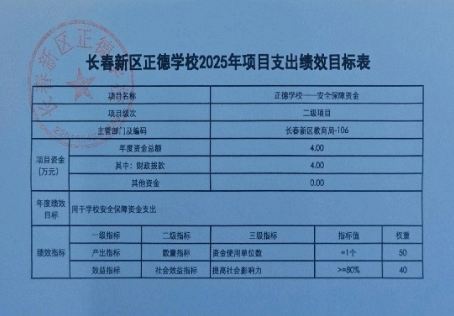 长春新区正德学校2025年项目支出绩效目标表
项目名称 正德学校——安全保障资金
项目级次 二级项目
主管部门及编码 长春新区教育局-106
项目资金(万元) 年度资金总额 4.00
其中：财政拨款 4.00
其他资金 0.00
年度绩效目标 用于学校安全保障资金支出
绩效指标 一级指标 二级指标 三级指标 指标值 权重
产出指标 数量指标 资金使用单位数 =1个 50
效益指标 社会效益指标 提高社会影响力 >=80% 40
长春新区正德